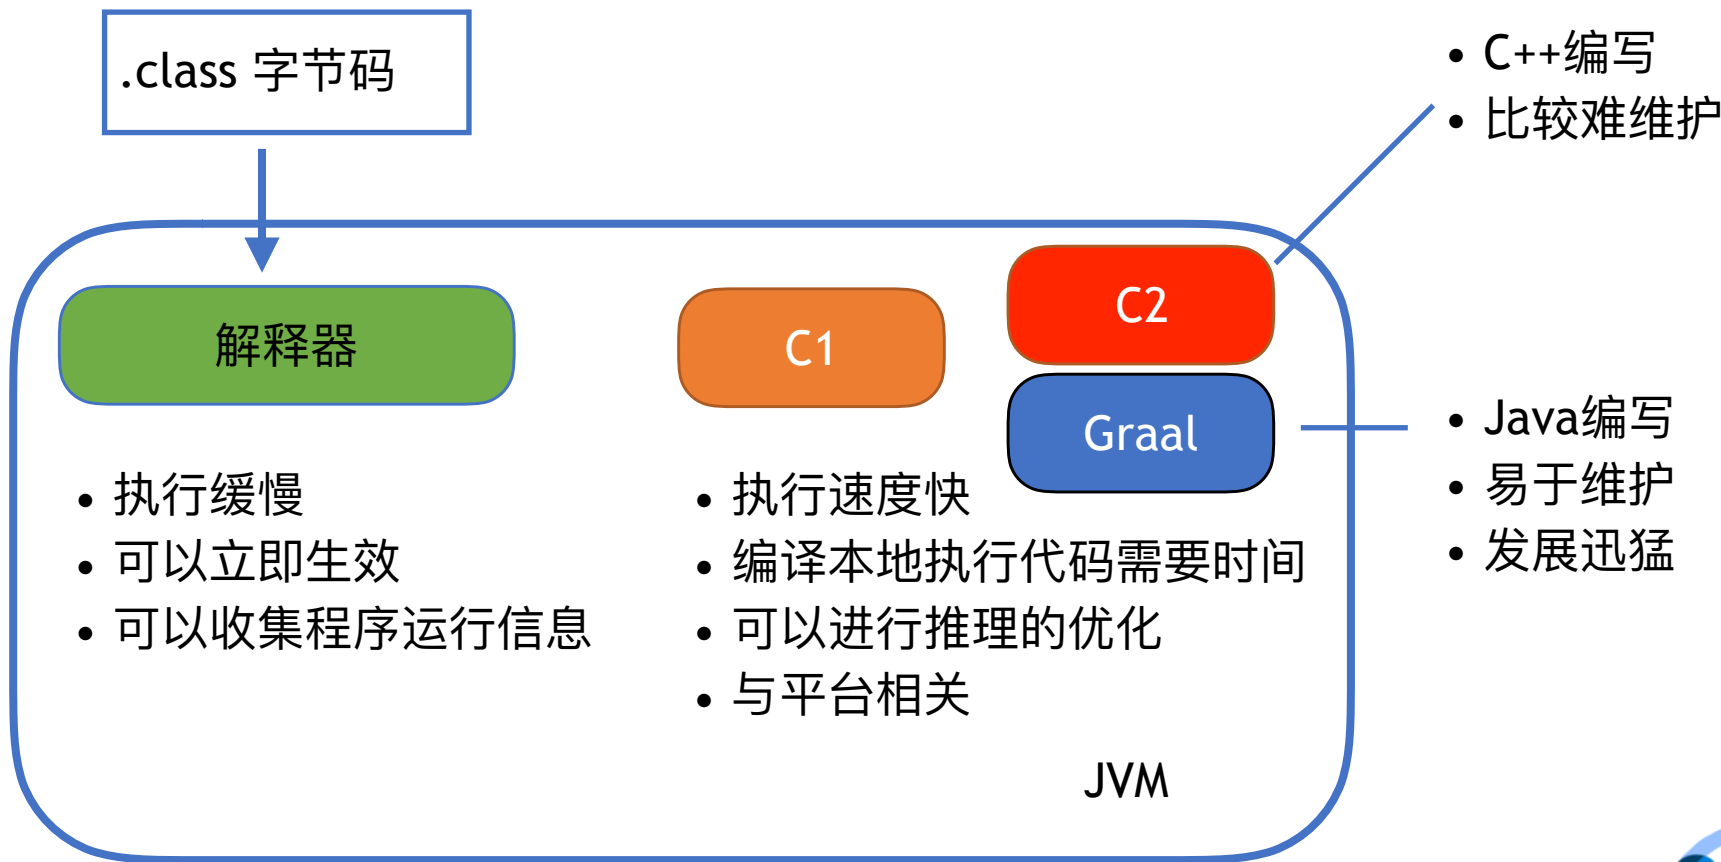 .class 字节码
• C++编写
• 比较难维护
解释器
C1
C2
Graal
• 执行缓慢
• 可以立即生效
• 可以收集程序运行信息
• 执行速度快
• 编译本地执行代码需要时间
• 可以进行推理的优化
• 与平台相关
• Java编写
• 易于维护
• 发展迅猛
JVM